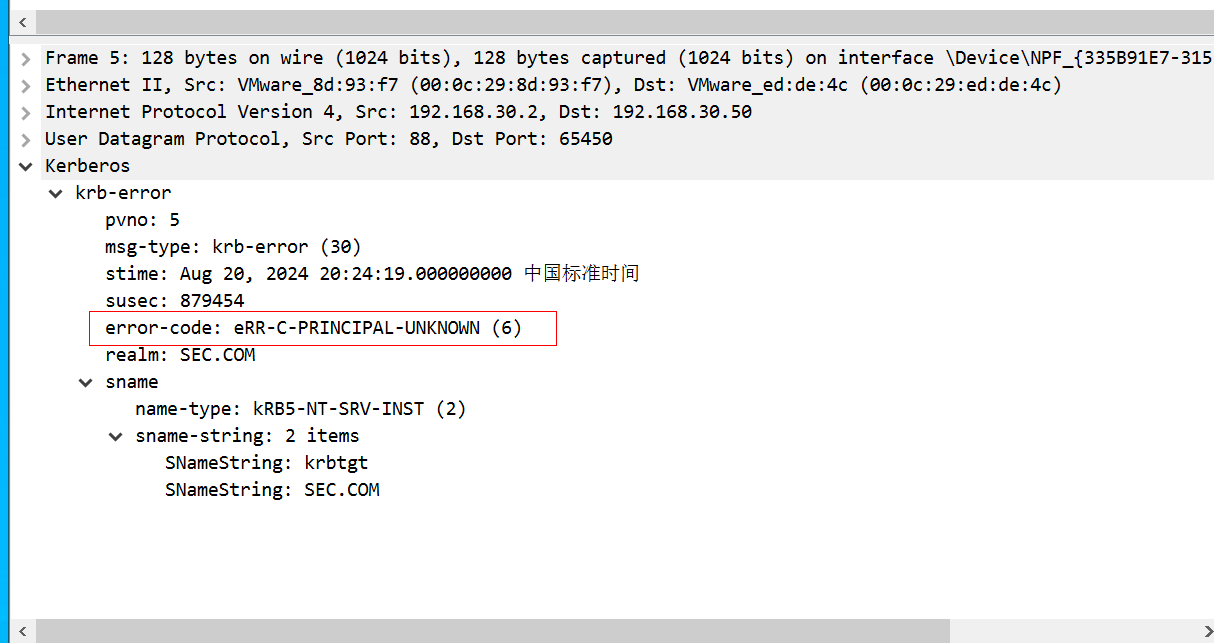 Frame 5: 128 bytes on wire (1024 bits), 128 bytes captured (1024 bits) on interface \Device\NPF_{335B91E7-315
Ethernet II, Src: VMware_8d:93:f7 (00:0c:29:8d:93:f7), Dst: VMware_ed:de:4c (00:0c:29:ed:de:4c)
Internet Protocol Version 4, Src: 192.168.30.2, Dst: 192.168.30.50
User Datagram Protocol, Src Port: 88, Dst Port: 65450
Kerberos
krb-error
pvno: 5
msg-type: krb-error (30)
stime: Aug 20, 2024 20:24:19.000000000 中国标准时间
susec: 879454
error-code: eRR-C-PRINCIPAL-UNKNOWN (6)
realm: SEC.COM
sname
name-type: kRB5-NT-SRV-INST (2)
sname-string: 2 items
SNameString: krbtgt
SNameString: SEC.COM